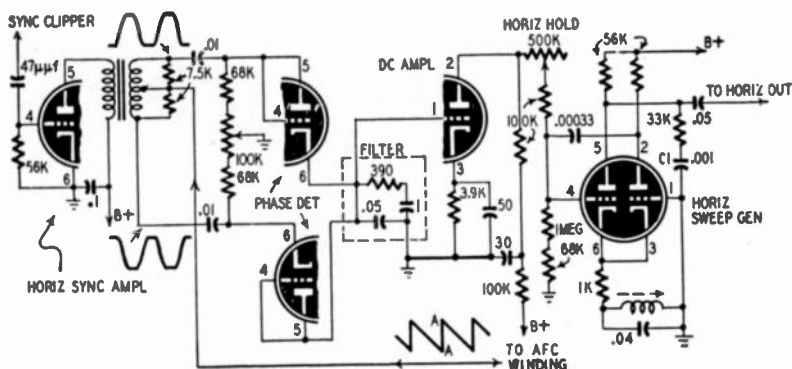 SYNC CLIPPER
47μμf
5
4
56K
6
.1
B+
HORIZ SYNC AMPL
7.5K
.01
68K
100K
68K
.01
5
4
6
PHASE DET
6
4
5
FILTER
390
1
.05
DC AMPL
2
1
3
3.9K
50
30
HORIZ HOLD
500K
100K
100K
B+
.00033
4
1MEG
68K
56K
B+
TO HORIZ OUT
33K
.05
C1
.001
5
2
1
HORIZ
SWEEP GEN
6
3
1K
.04
A
A
TO AFC
WINDING